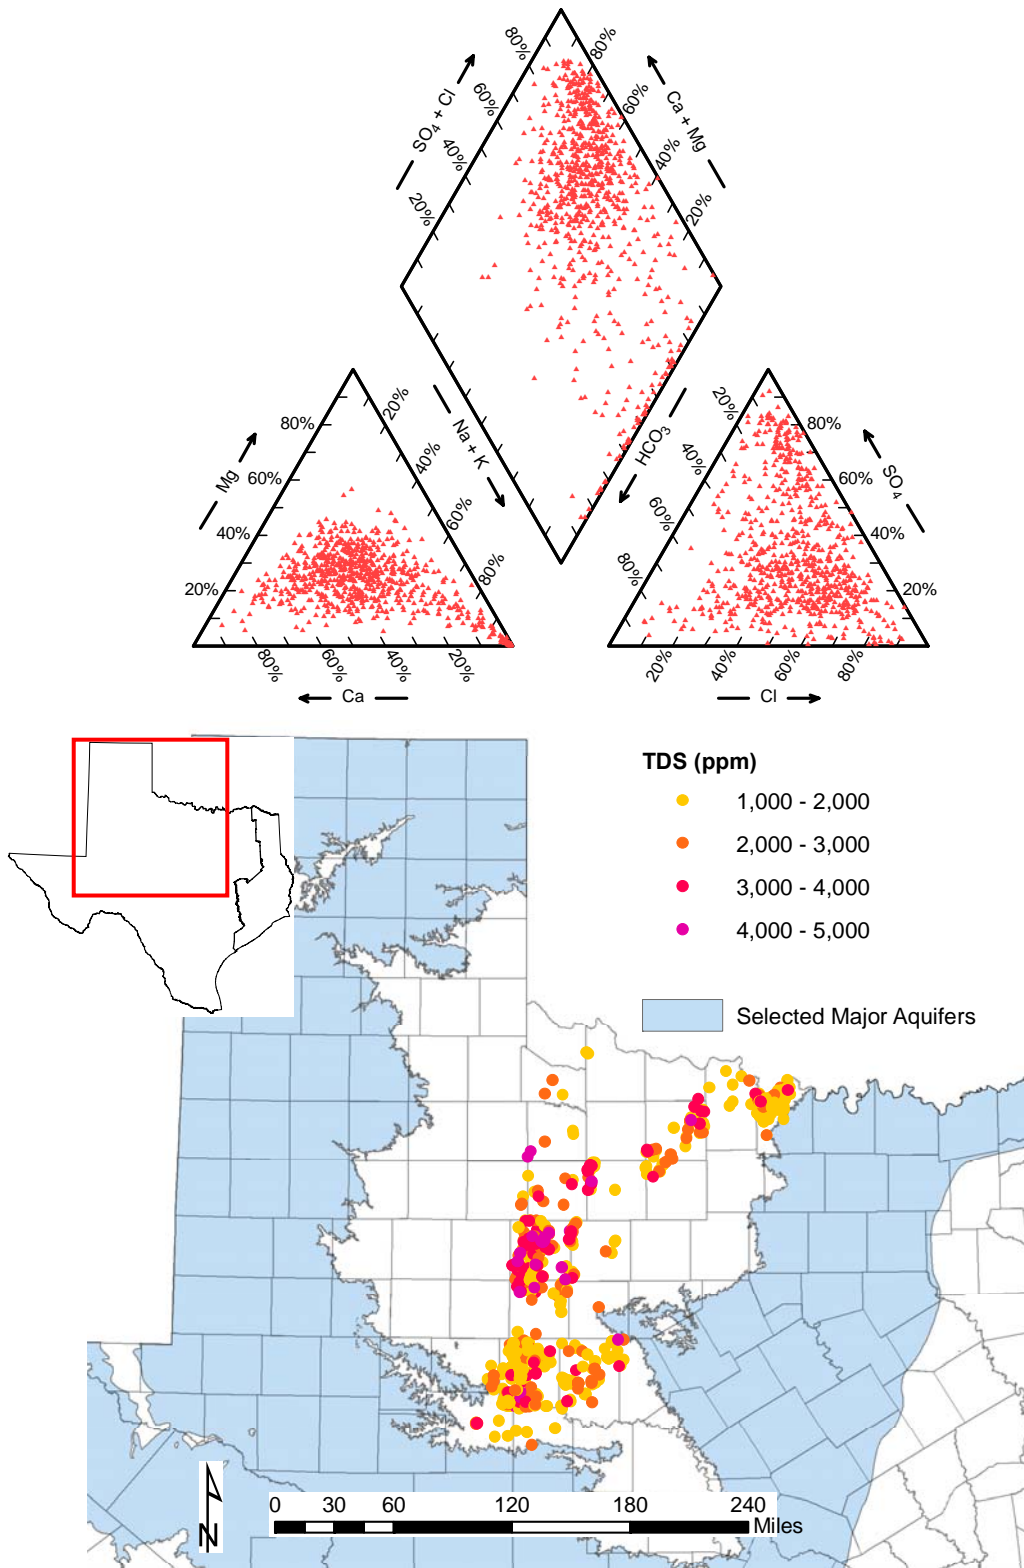 80%
80%
SO4 + Cl
Ca + Mg
60%
60%
40%
40%
20%
20%
Na + K
HCO3
20%
20%
80%
80%
Mg
40%
40%
SO4
60%
60%
40%
60%
60%
40%
20%
80%
80%
20%
80%
60%
40%
20%
20%
40%
60%
80%
Ca
Cl
TDS (ppm)
1,000 - 2,000
2,000 - 3,000
3,000 - 4,000
4,000 - 5,000
Selected Major Aquifers
N
0 30 60 120 180 240
Miles